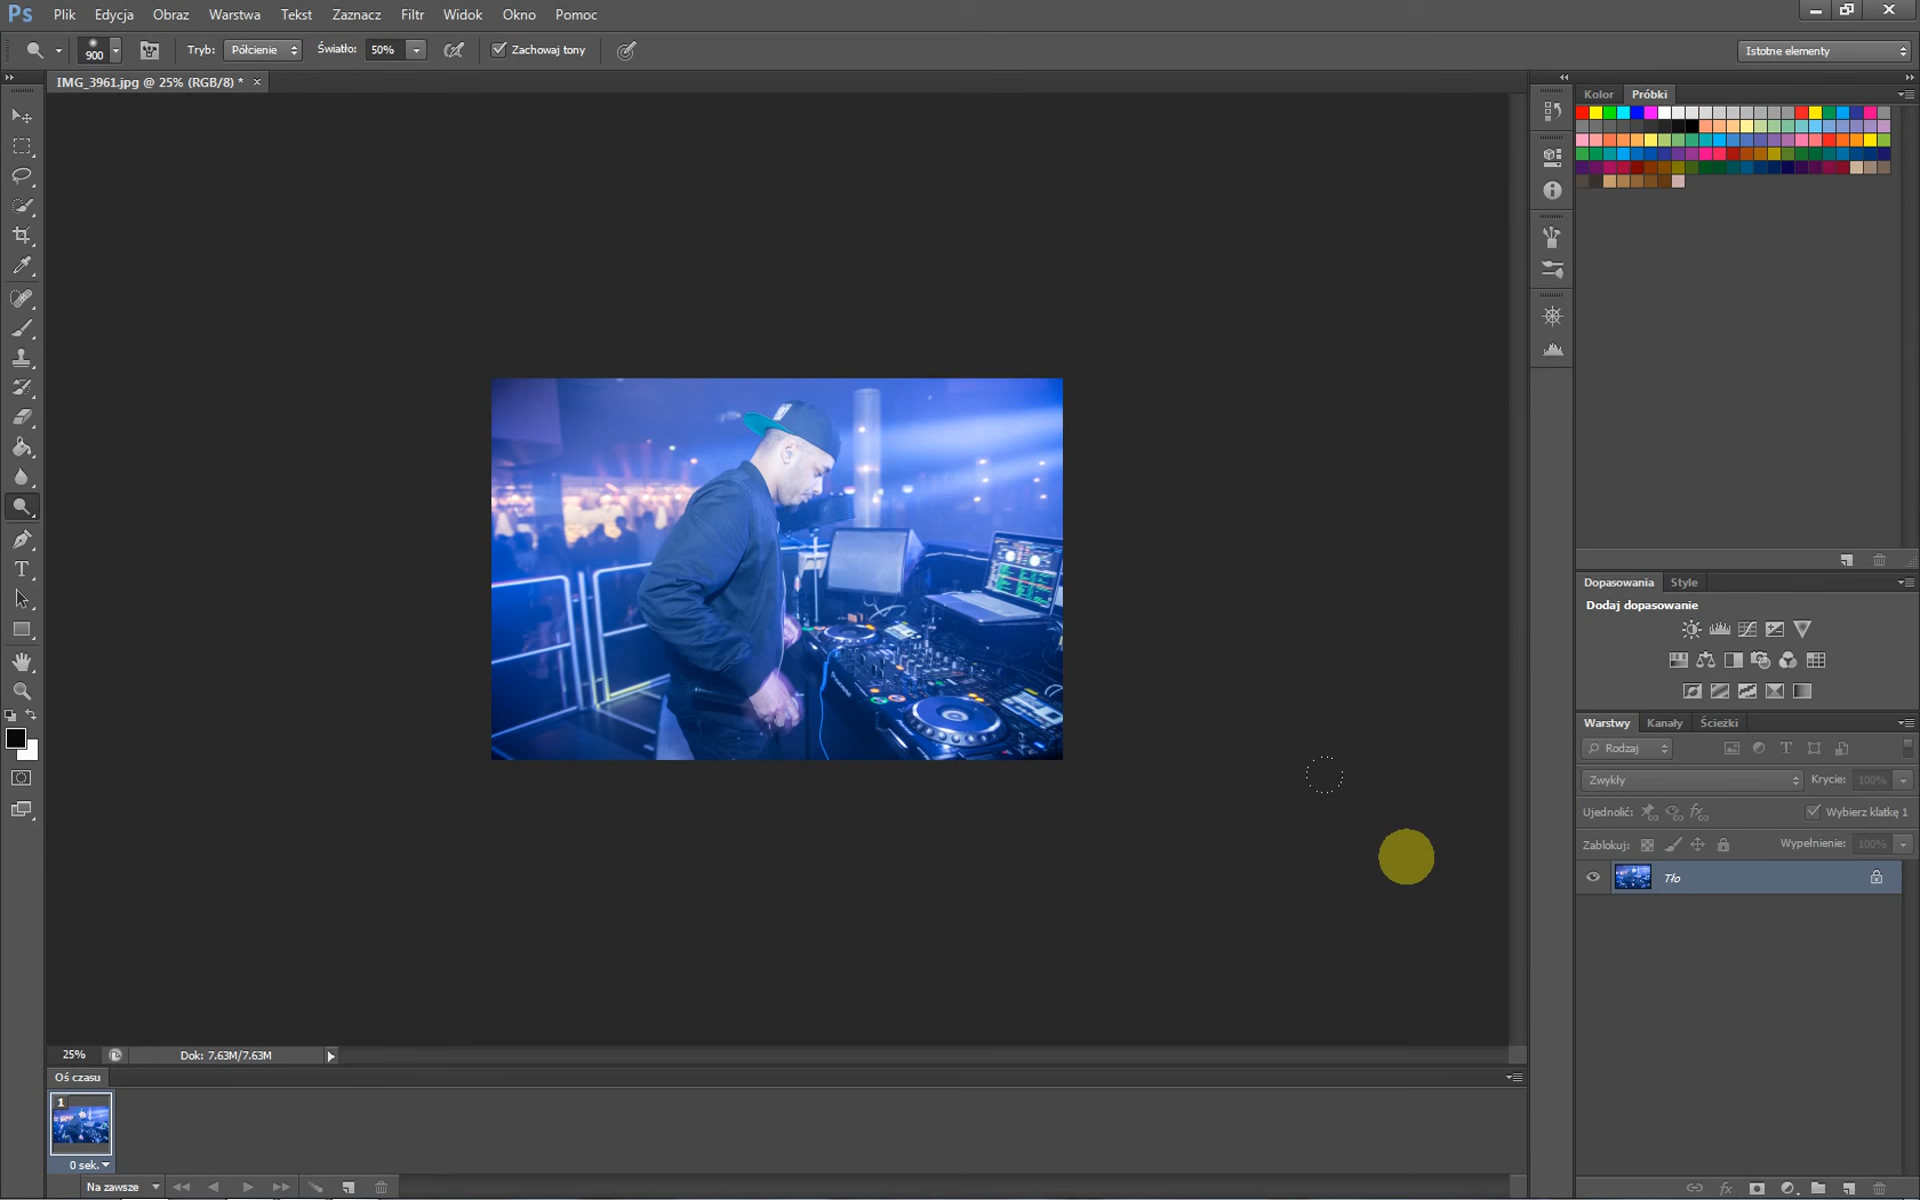 Ps Plik Edycja Obraz Warstwa Tekst Zaznacz Filtr Widok Okno Pomoc
900 Tryb: Półcienie Światło: 50% Zachowaj tony Istotne elementy
IMG_3961.jpg @ 25% (RGB/8) * ×
Kolor Próbki
Dopasowania Style
Dodaj dopasowanie
Warstwy Kanały Ścieżki
Rodzaj
Zwykły Krycie: 100%
Ujednolić: Wybierz klatkę 1
Zablokuj: Wypełnienie: 100%
Tło
25% Dok: 7.63M/7.63M
Oś czasu
1
0 sek.
Na zawsze
fx